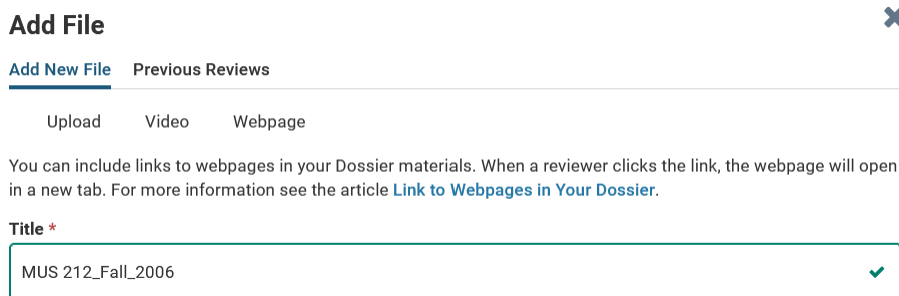 Add File
Add New File Previous Reviews
Upload Video Webpage
You can include links to webpages in your Dossier materials. When a reviewer clicks the link, the webpage will open
in a new tab. For more information see the article Link to Webpages in Your Dossier.
Title *
MUS 212_Fall_2006